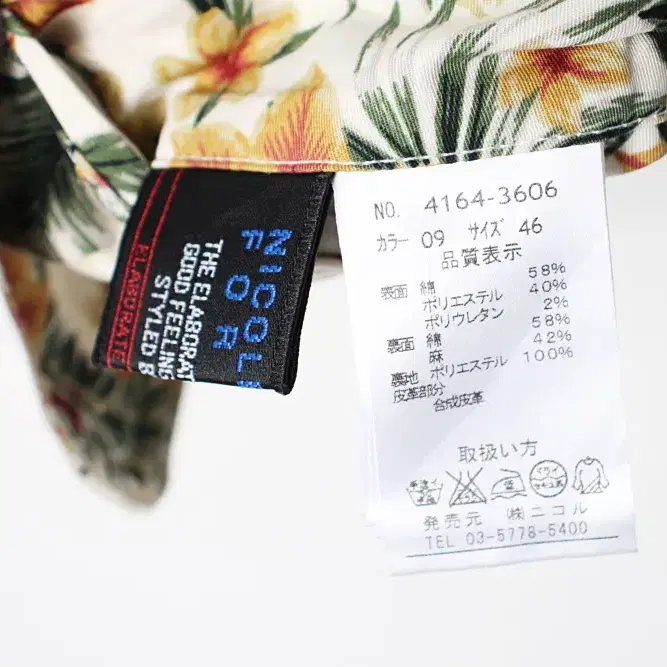 NICOL
FOR
THE ELABORAT
GOOD FEELING
STYLED B
ELABORATE
NO. 4164-3606
カラー 09 サイズ 46
品質表示
表面 綿 58%
ポリエステル 40%
ポリウレタン 2%
裏面 綿 58%
麻 42%
裏地 ポリエステル 100%
皮革部分
合成皮革
取扱い方
ドライ
発売元 (株)ニコル
TEL 03-5778-5400